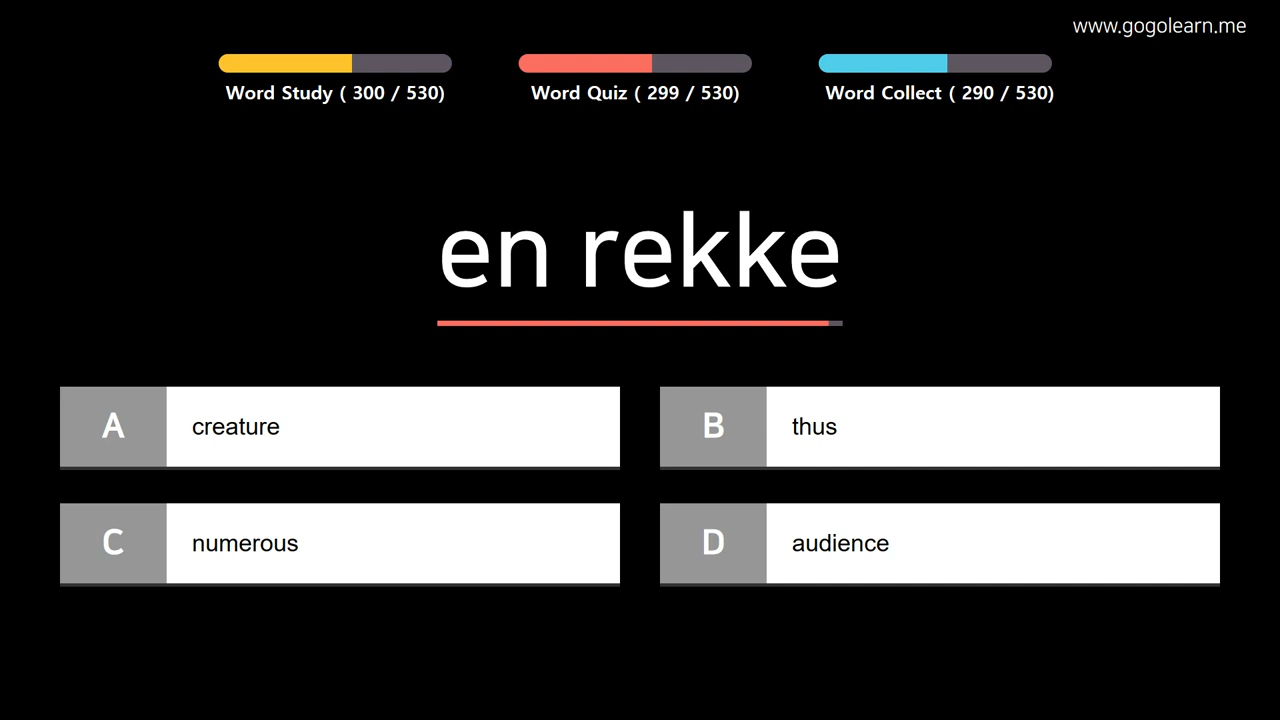 www.gogolearn.me
Word Study ( 300 / 530)
Word Quiz ( 299 / 530)
Word Collect ( 290 / 530)
en rekke
A creature
B thus
C numerous
D audience